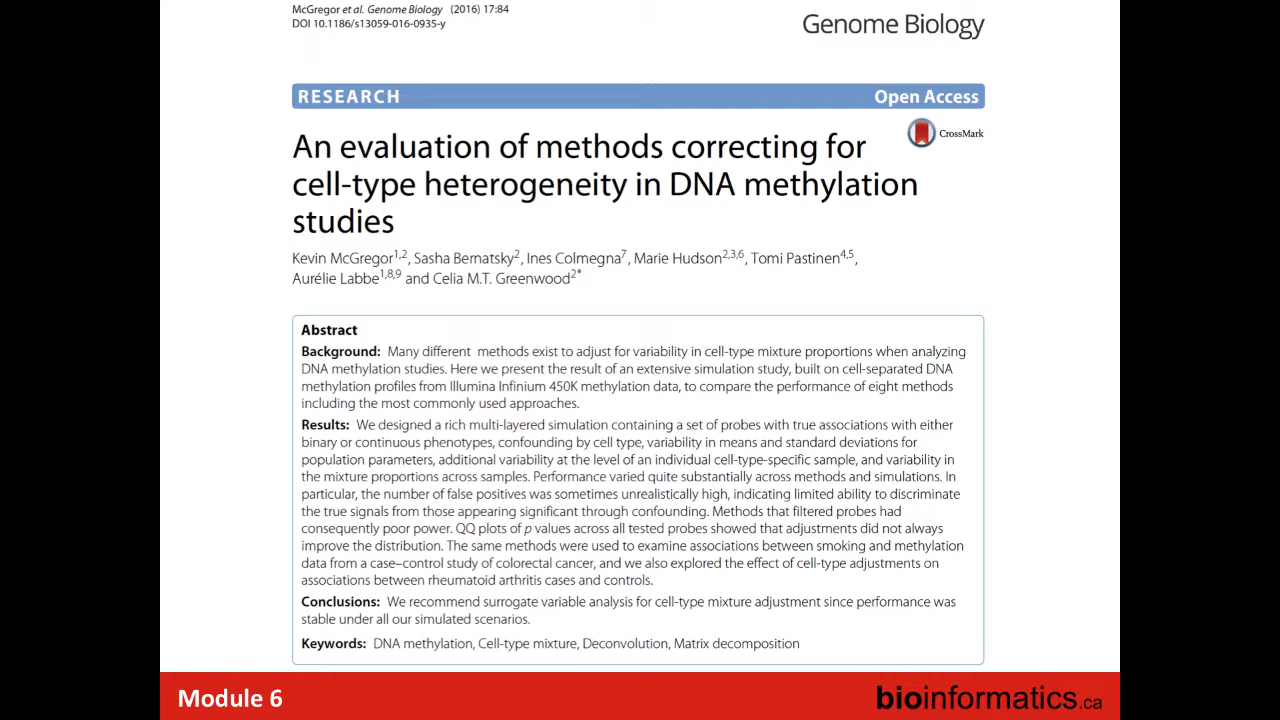 McGregor et al. Genome Biology (2016) 17:84
DOI 10.1186/s13059-016-0935-y
Genome Biology
RESEARCH
Open Access
CrossMark
An evaluation of methods correcting for
cell-type heterogeneity in DNA methylation
studies
Kevin McGregor1,2, Sasha Bernatsky2, Ines Colmegna7, Marie Hudson2,3,6, Tomi Pastinen4,5,
Aurélie Labbe1,8,9 and Celia M.T. Greenwood2*
Abstract
Background: Many different methods exist to adjust for variability in cell-type mixture proportions when analyzing
DNA methylation studies. Here we present the result of an extensive simulation study, built on cell-separated DNA
methylation profiles from Illumina Infinium 450K methylation data, to compare the performance of eight methods
including the most commonly used approaches.
Results: We designed a rich multi-layered simulation containing a set of probes with true associations with either
binary or continuous phenotypes, confounding by cell type, variability in means and standard deviations for
population parameters, additional variability at the level of an individual cell-type-specific sample, and variability in
the mixture proportions across samples. Performance varied quite substantially across methods and simulations. In
particular, the number of false positives was sometimes unrealistically high, indicating limited ability to discriminate
the true signals from those appearing significant through confounding. Methods that filtered probes had
consequently poor power. QQ plots of p values across all tested probes showed that adjustments did not always
improve the distribution. The same methods were used to examine associations between smoking and methylation
data from a case–control study of colorectal cancer, and we also explored the effect of cell-type adjustments on
associations between rheumatoid arthritis cases and controls.
Conclusions: We recommend surrogate variable analysis for cell-type mixture adjustment since performance was
stable under all our simulated scenarios.
Keywords: DNA methylation, Cell-type mixture, Deconvolution, Matrix decomposition
Module 6
bioinformatics.ca